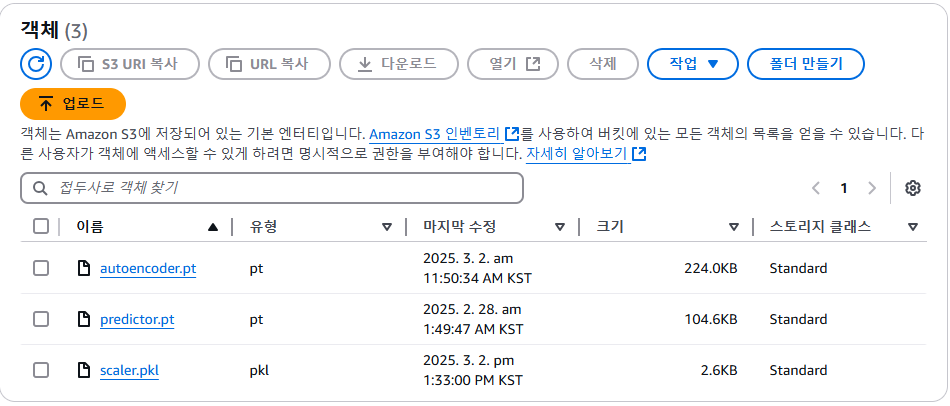 객체 (3)
S3 URI 복사 URL 복사 다운로드 열기 삭제 작업 폴더 만들기
업로드
객체는 Amazon S3에 저장되어 있는 기본 엔터티입니다. Amazon S3 인벤토리를 사용하여 버킷에 있는 모든 객체의 목록을 얻을 수 있습니다. 다
른 사용자가 객체에 액세스할 수 있게 하려면 명시적으로 권한을 부여해야 합니다. 자세히 알아보기
접두사로 객체 찾기 1
이름 유형 마지막 수정 크기 스토리지 클래스
autoencoder.pt pt 2025. 3. 2. am 11:50:34 AM KST 224.0KB Standard
predictor.pt pt 2025. 2. 28. am 1:49:47 AM KST 104.6KB Standard
scaler.pkl pkl 2025. 3. 2. pm 1:33:00 PM KST 2.6KB Standard